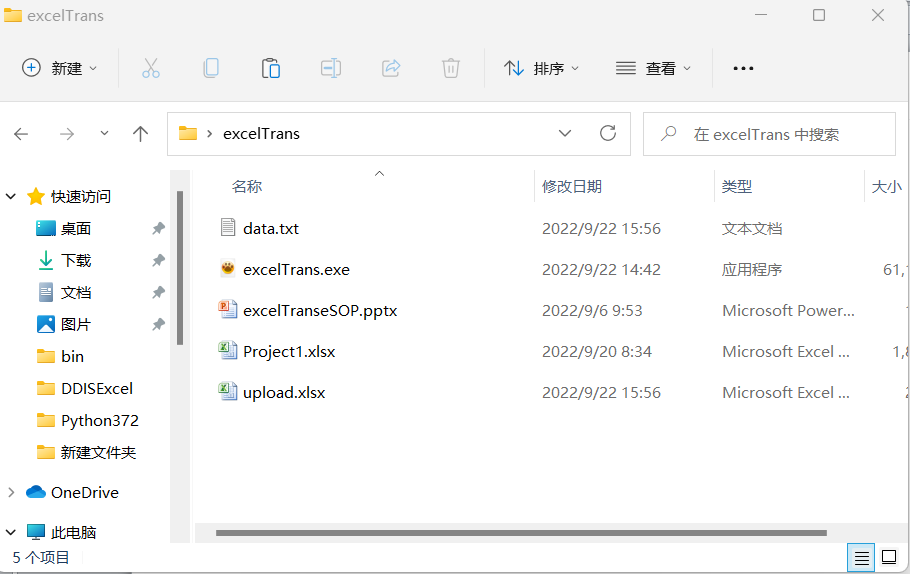 excelTrans
新建
排序
查看
excelTrans
在 excelTrans 中搜索
名称 修改日期 类型 大小
快速访问
桌面
下载
文档
图片
bin
DDISExcel
Python372
新建文件夹
OneDrive
此电脑
data.txt 2022/9/22 15:56 文本文档
excelTrans.exe 2022/9/22 14:42 应用程序 61,
excelTranseSOP.pptx 2022/9/6 9:53 Microsoft Power...
Project1.xlsx 2022/9/20 8:34 Microsoft Excel ... 1,
upload.xlsx 2022/9/22 15:56 Microsoft Excel ...
5 个项目